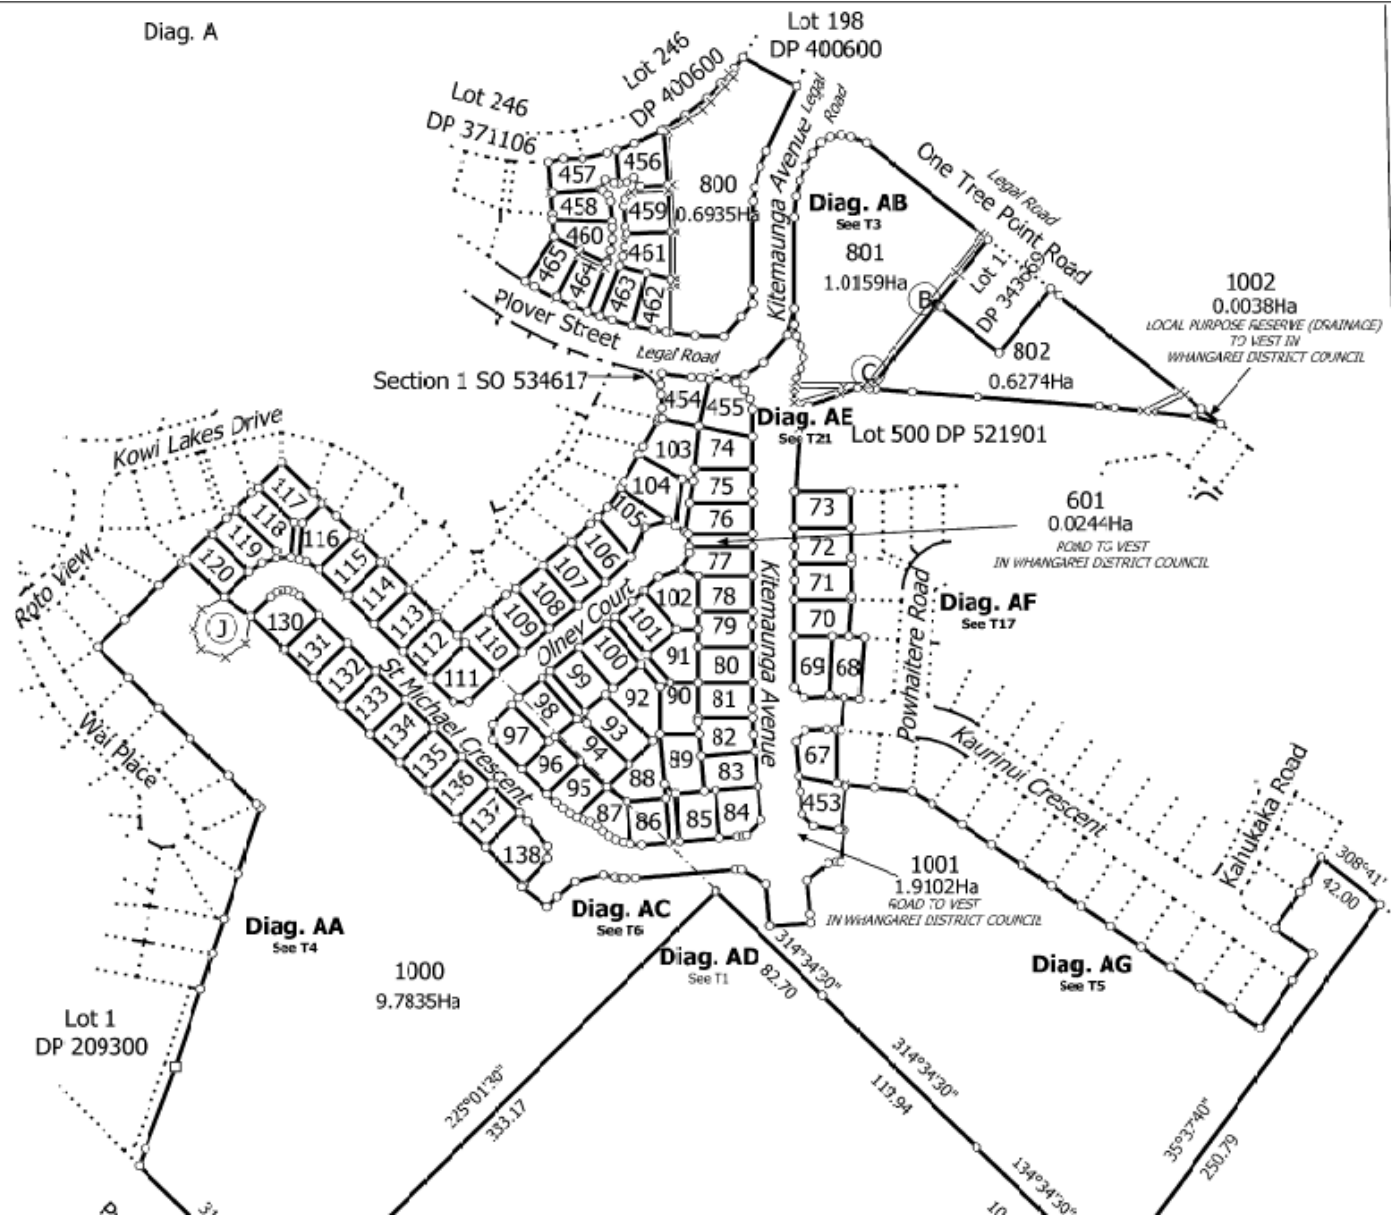 Diag. A
Lot 198
DP 400600
Lot 246
DP 400600
Lot 246
DP 371106
Legal
Road
Kitemaunga Avenue
One Tree Point Road
Legal Road
457
456
800
0.6935Ha
458
459
460
461
465
464
463
462
Diag. AB
See T3
801
1.0159Ha
B
Lot 1
DP 343669
1002
0.0038Ha
LOCAL PURPOSE RESERVE (DRAINAGE)
TO VEST IN
WHANGAREI DISTRICT COUNCIL
Plover Street
Legal Road
802
0.6274Ha
C
Section 1 SO 534617
454
455
Diag. AE
See T21
Lot 500 DP 521901
Kowi Lakes Drive
103
74
104
75
105
76
73
601
0.0244Ha
ROAD TO VEST
IN WHANGAREI DISTRICT COUNCIL
117
118
119
120
116
115
114
113
112
111
110
109
108
107
106
77
72
71
70
69
68
Roto View
J
130
131
132
133
134
135
136
137
138
St Michael Crescent
Olney Court
102
101
100
99
98
97
96
95
94
93
92
91
90
89
88
87
86
85
84
83
82
81
80
79
78
Kitemaunga Avenue
Powhaitere Road
Diag. AF
See T17
67
453
Kaurinui Crescent
Kahukaka Road
Wai Place
1001
1.9102Ha
ROAD TO VEST
IN WHANGAREI DISTRICT COUNCIL
308°41'
42.00
Diag. AA
See T4
Diag. AC
See T6
Diag. AD
See T1
Diag. AG
See T5
1000
9.7835Ha
314°34'30"
82.70
Lot 1
DP 209300
225°01'30"
333.17
314°34'30"
113.94
35°37'40"
250.79
134°34'30"